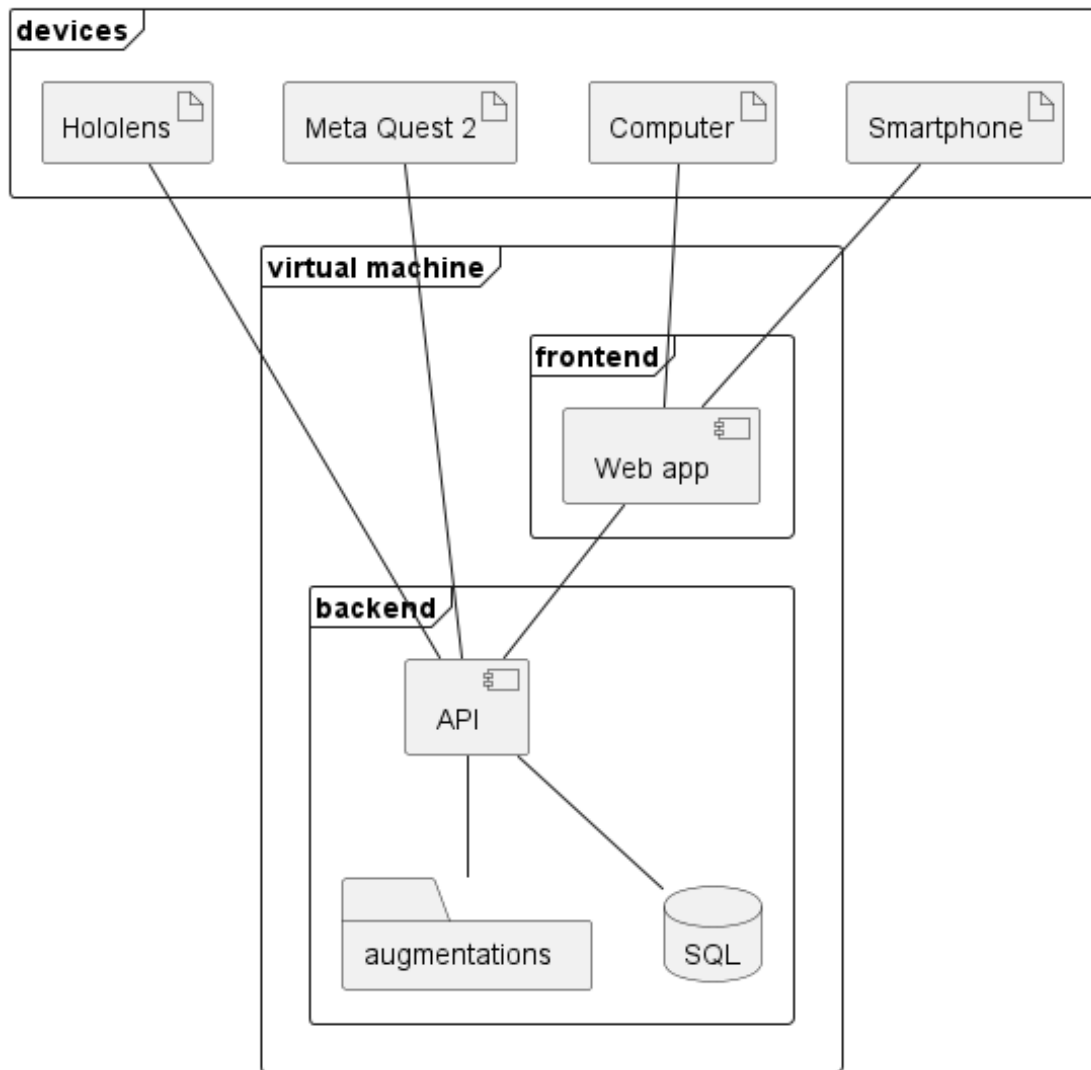 devices
Hololens
Meta Quest 2
Computer
Smartphone
virtual machine
frontend
Web app
backend
API
augmentations
SQL